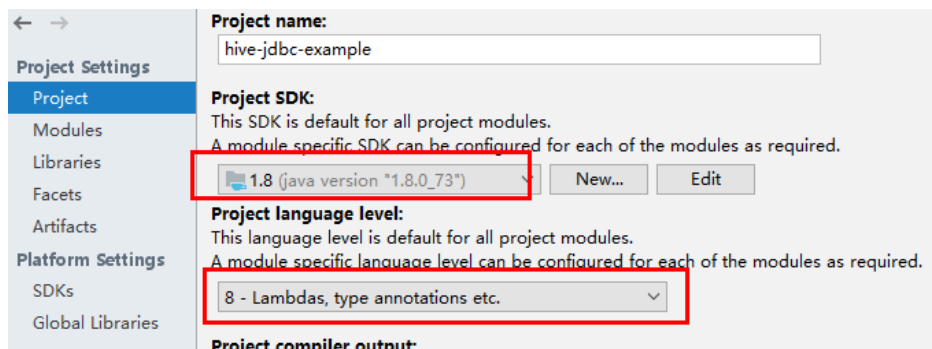 Project name:
hive-jdbc-example
Project Settings
Project
Modules
Libraries
Facets
Artifacts
Platform Settings
SDKs
Global Libraries
Project SDK:
This SDK is default for all project modules.
A module specific SDK can be configured for each of the modules as required.
1.8 (java version "1.8.0_73")
New...
Edit
Project language level:
This language level is default for all project modules.
A module specific language level can be configured for each of the modules as required.
8 - Lambdas, type annotations etc.
Project compiler output: